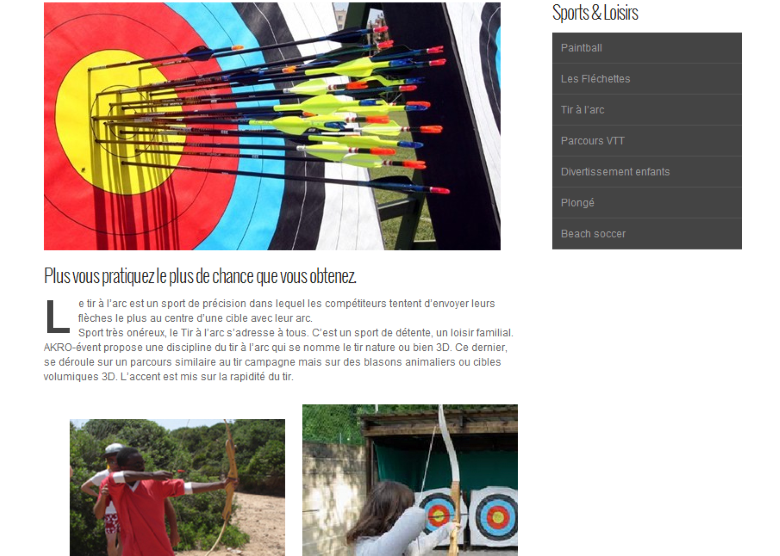 Plus vous pratiquez le plus de chance que vous obtenez.
Le tir à l'arc est un sport de précision dans lequel les compétiteurs tentent d'envoyer leurs
flèches le plus au centre d'une cible avec leur arc.
Sport très onéreux, le Tir à l'arc s'adresse à tous. C'est un sport de détente, un loisir familial.
AKRO-évent propose une discipline du tir à l'arc qui se nomme le tir nature ou bien 3D. Ce dernier,
se déroule sur un parcours similaire au tir campagne mais sur des blasons animaliers ou cibles
volumiques 3D. L'accent est mis sur la rapidité du tir.
Sports & Loisirs
Paintball
Les Fléchettes
Tir à l'arc
Parcours VTT
Divertissement enfants
Plongé
Beach soccer